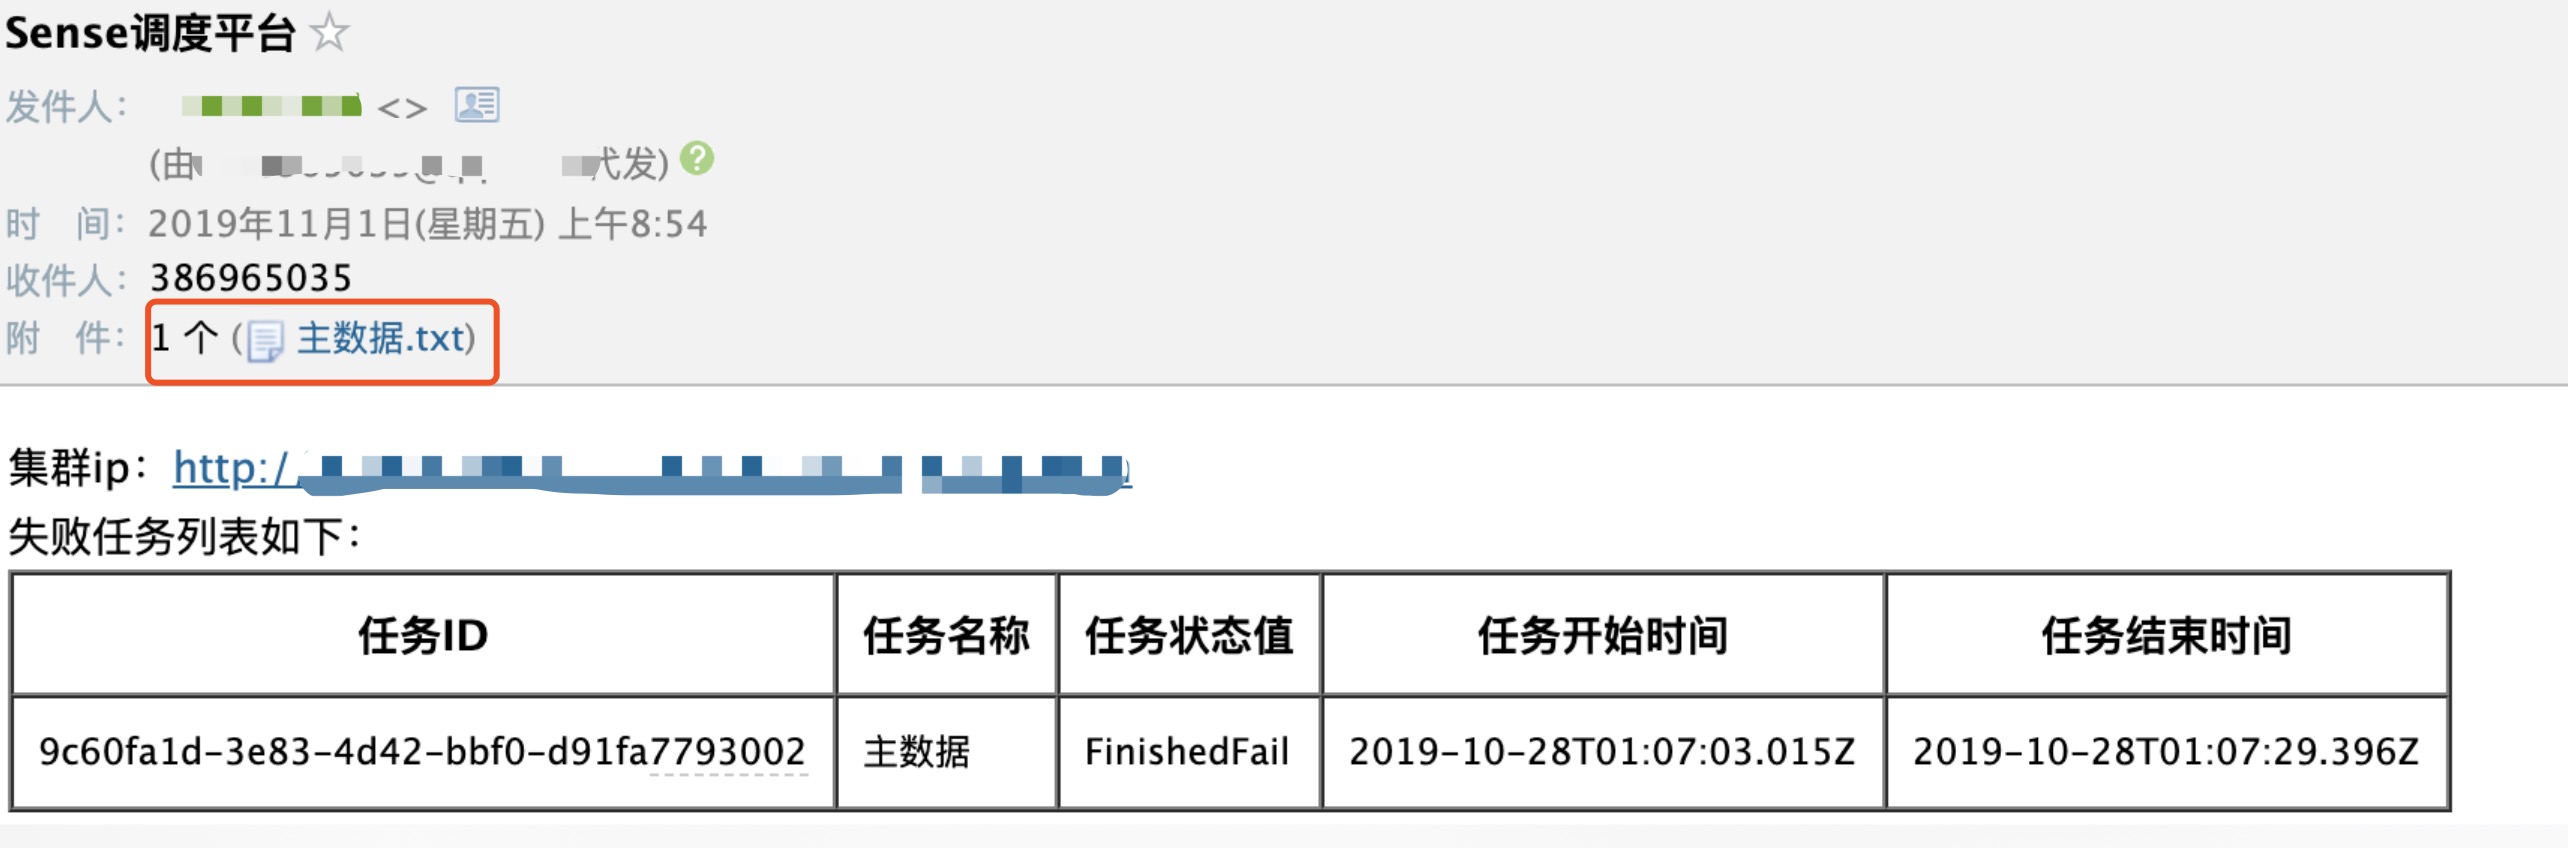 Sense调度平台
发件人： <>
(由 代发)
时 间：2019年11月1日(星期五) 上午8:54
收件人：386965035
附 件：1 个 (主数据.txt)
集群ip：http:/
失败任务列表如下：
任务ID 任务名称 任务状态值 任务开始时间 任务结束时间
9c60fa1d-3e83-4d42-bbf0-d91fa7793002 主数据 FinishedFail 2019-10-28T01:07:03.015Z 2019-10-28T01:07:29.396Z